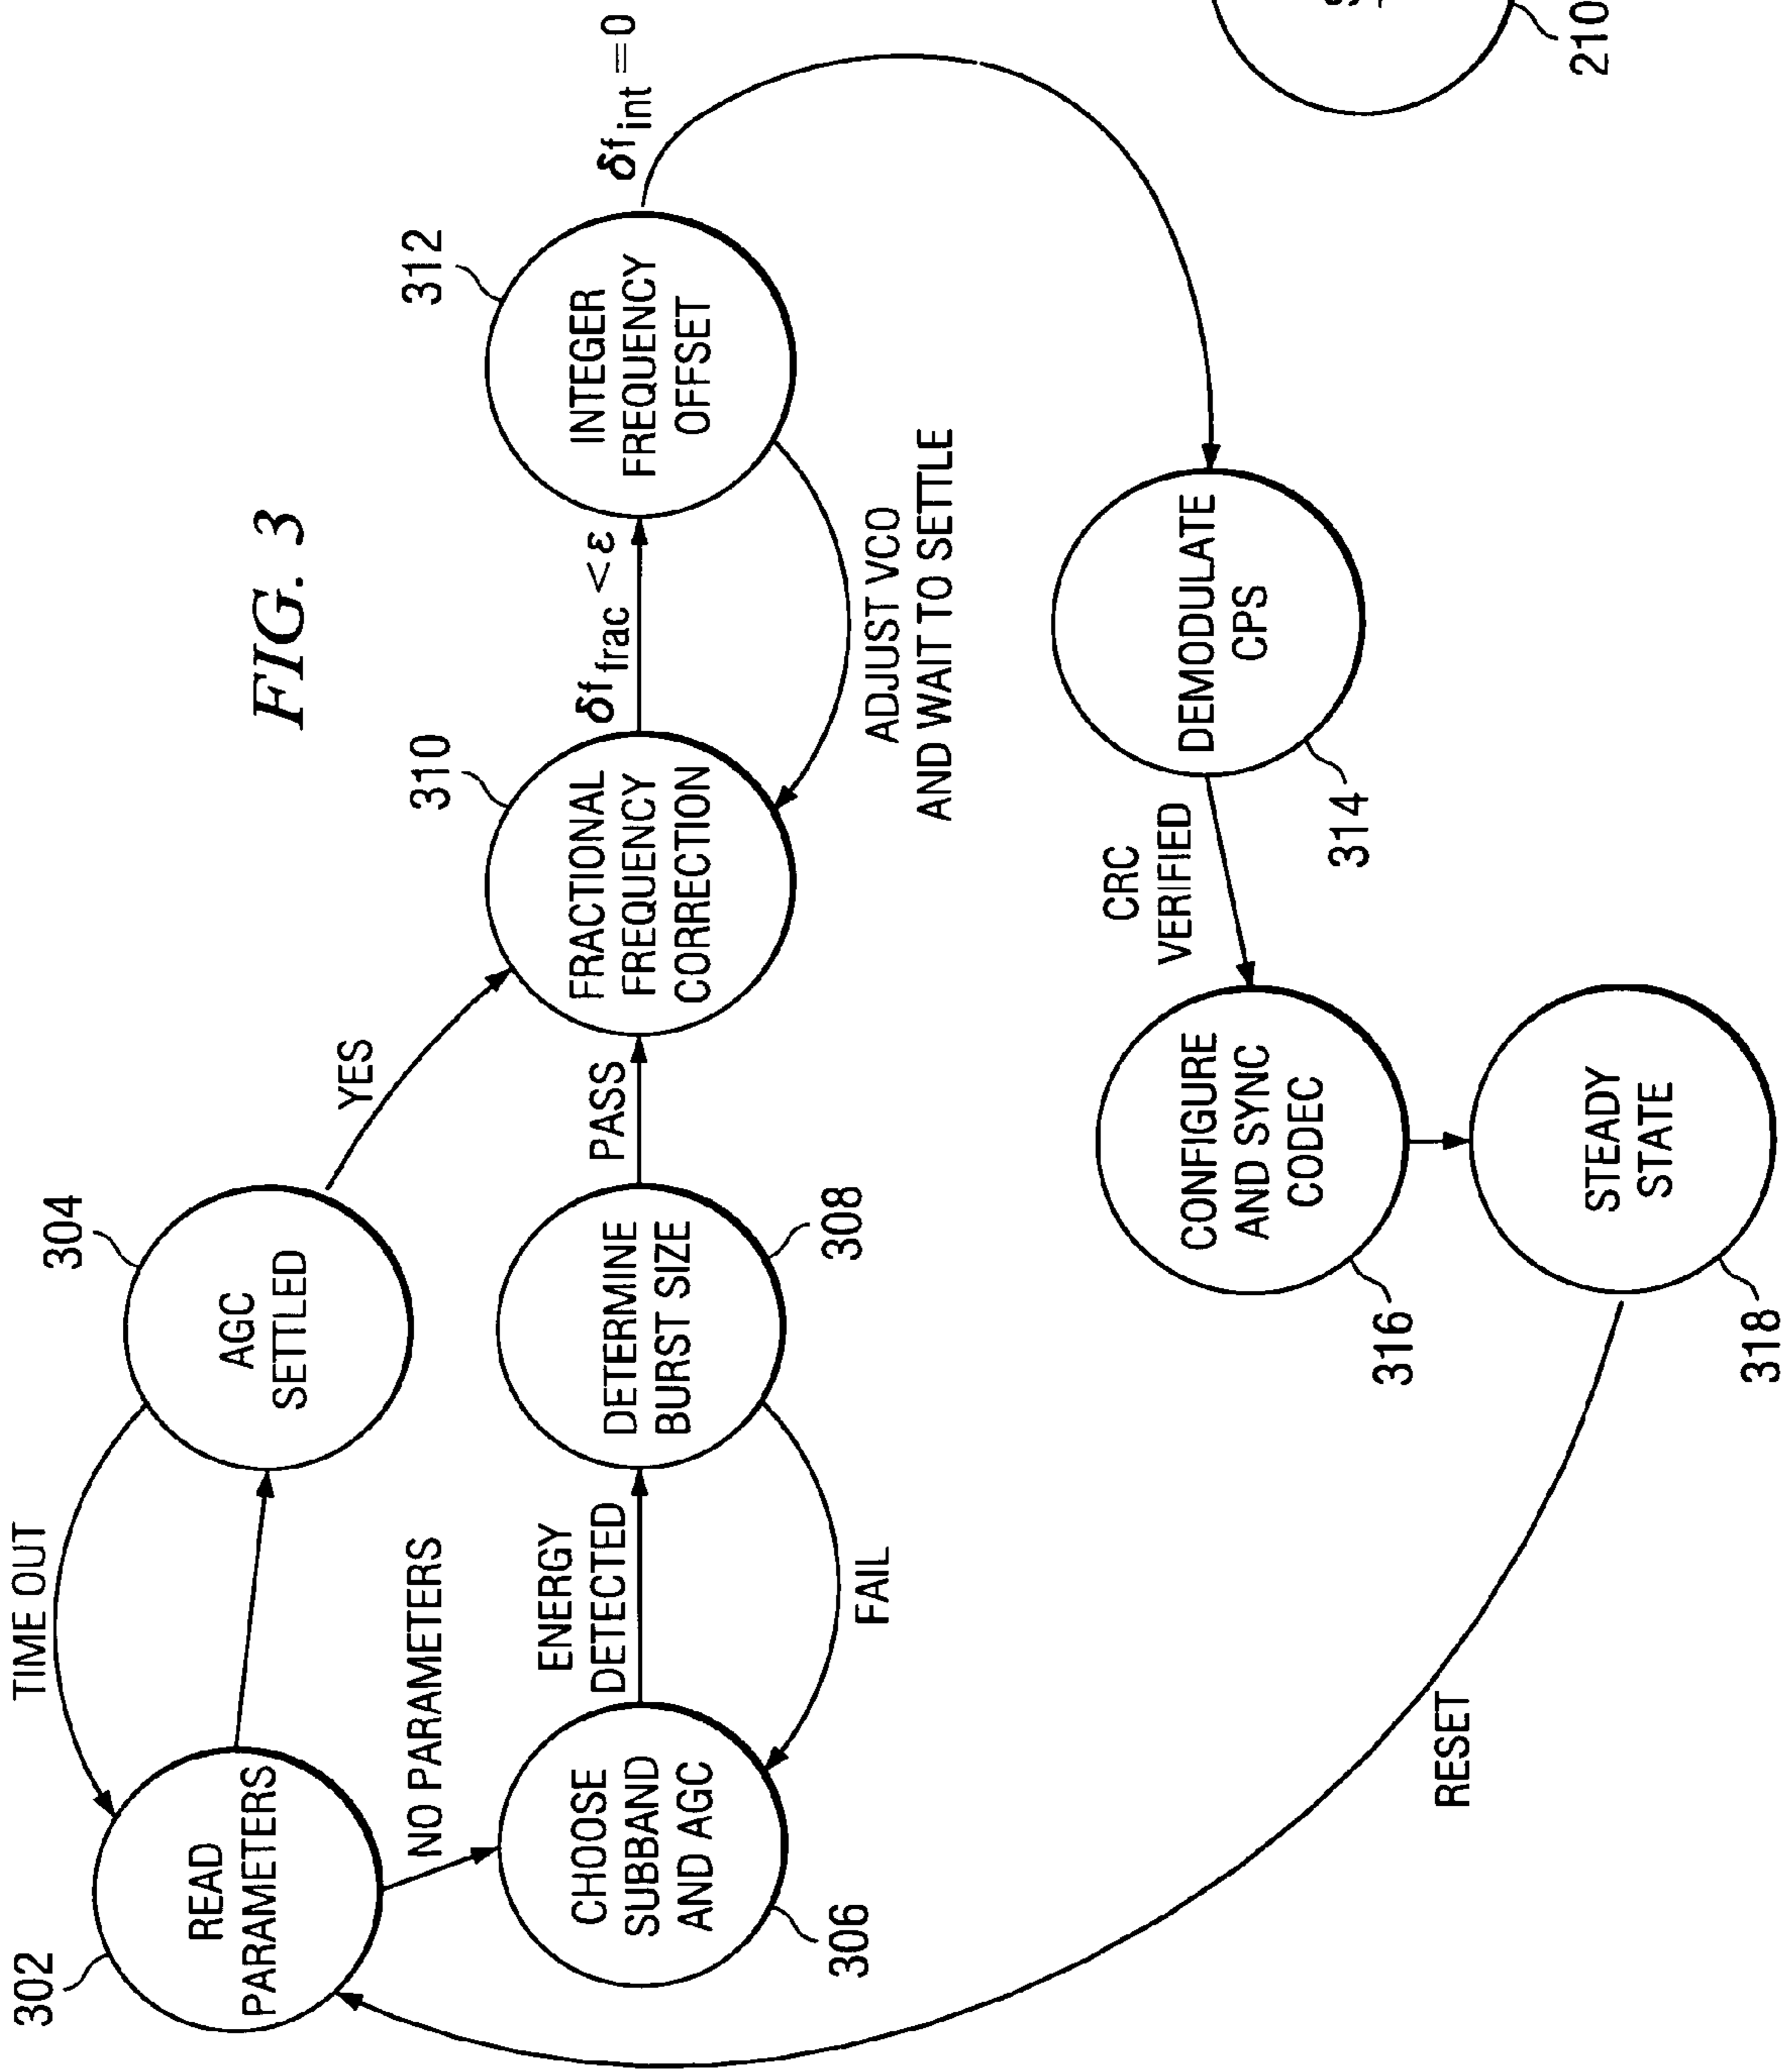 FIG. 3
302
READ
PARAMETERS
TIME OUT
304
AGC
SETTLED
YES
NO PARAMETERS
306
CHOOSE
SUBBAND
AND AGC
ENERGY
DETECTED
FAIL
308
DETERMINE
BURST SIZE
PASS
310
FRACTIONAL
FREQUENCY
CORRECTION
δf frac < ε
ADJUST VCO
AND WAIT TO SETTLE
312
INTEGER
FREQUENCY
OFFSET
δf int = 0
314
DEMODULATE
CPS
CRC
VERIFIED
316
CONFIGURE
AND SYNC
CODEC
318
STEADY
STATE
RESET
210